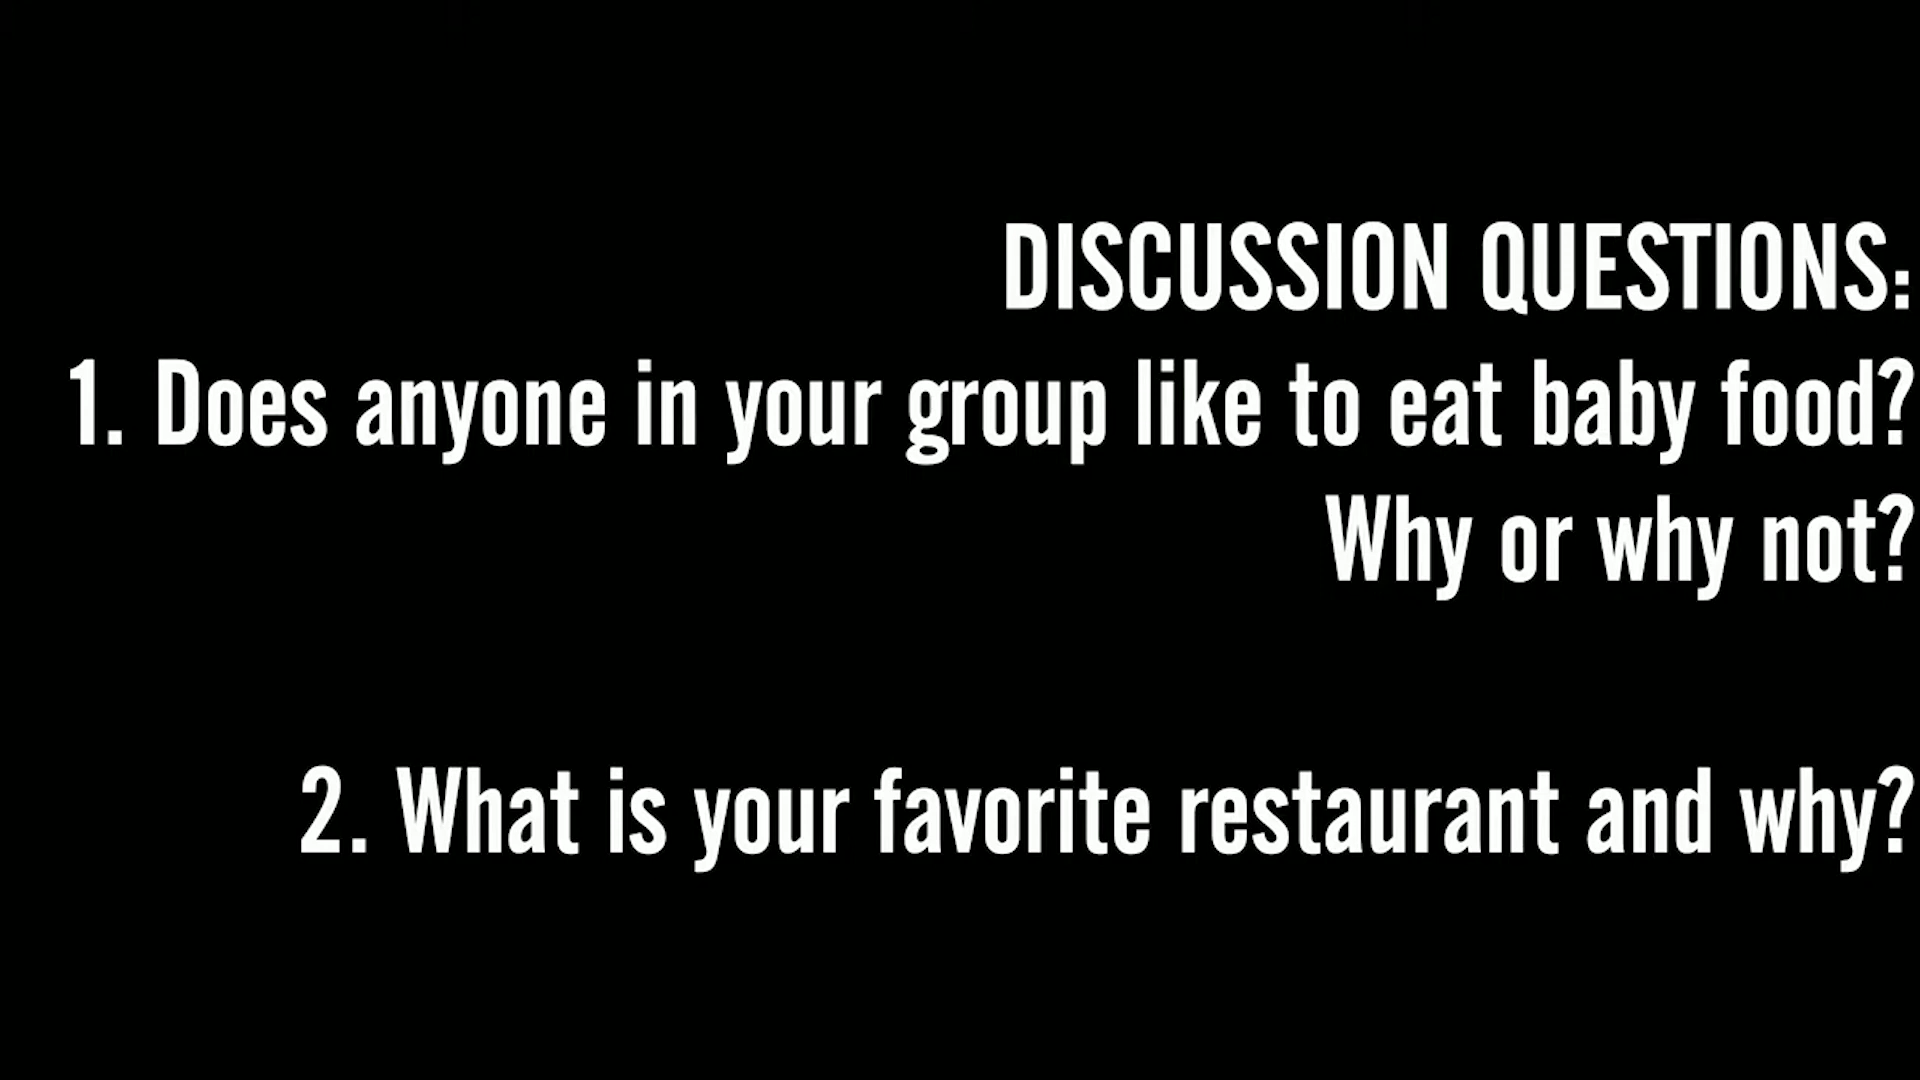 DISCUSSION QUESTIONS:
1. Does anyone in your group like to eat baby food?
Why or why not?
2. What is your favorite restaurant and why?